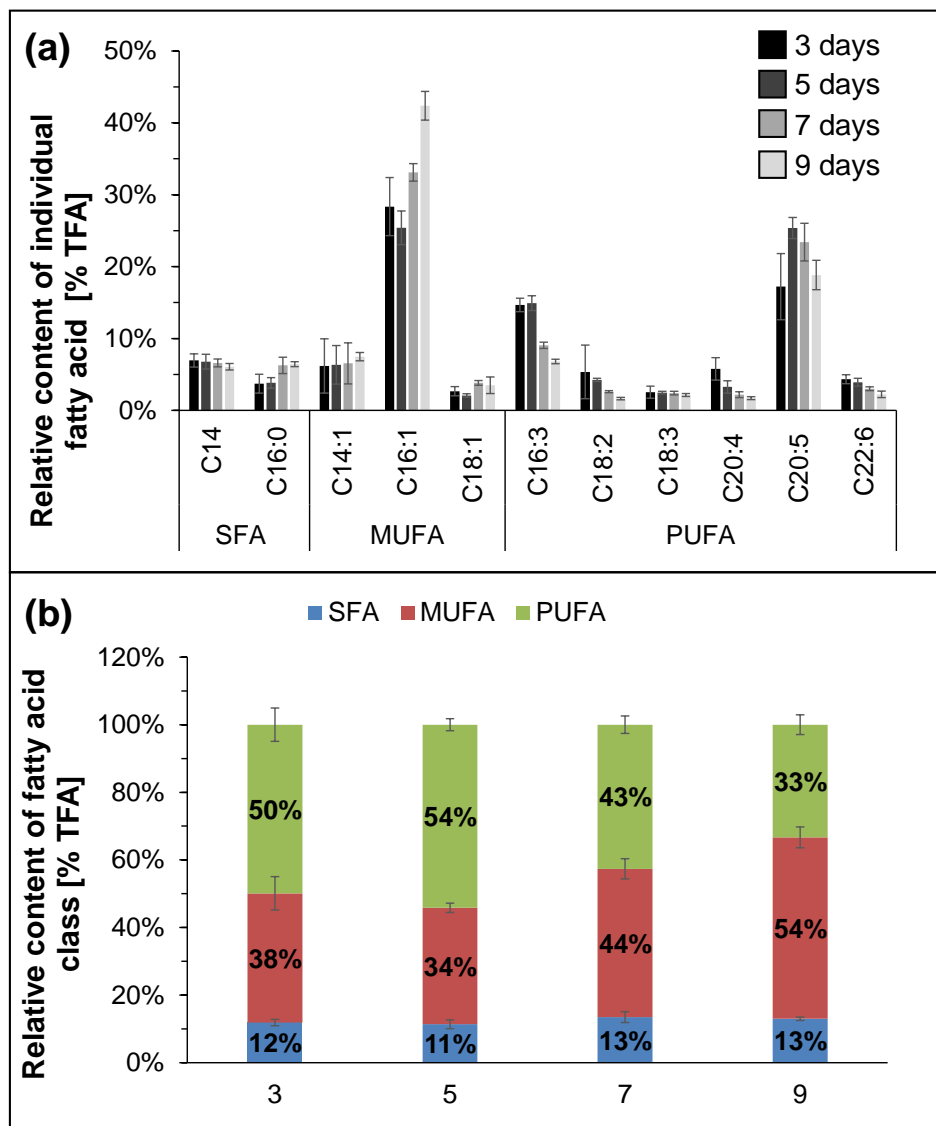 (a)
Relative content of individual
fatty acid [% TFA]
50%
40%
30%
20%
10%
0%
3 days
5 days
7 days
9 days
C14
C16:0
C14:1
C16:1
C18:1
C16:3
C18:2
C18:3
C20:4
C20:5
C22:6
SFA
MUFA
PUFA
(b)
SFA MUFA PUFA
Relative content of fatty acid
class [% TFA]
120%
100%
80%
60%
40%
20%
0%
50%
54%
43%
33%
38%
34%
44%
54%
12%
11%
13%
13%
3 5 7 9